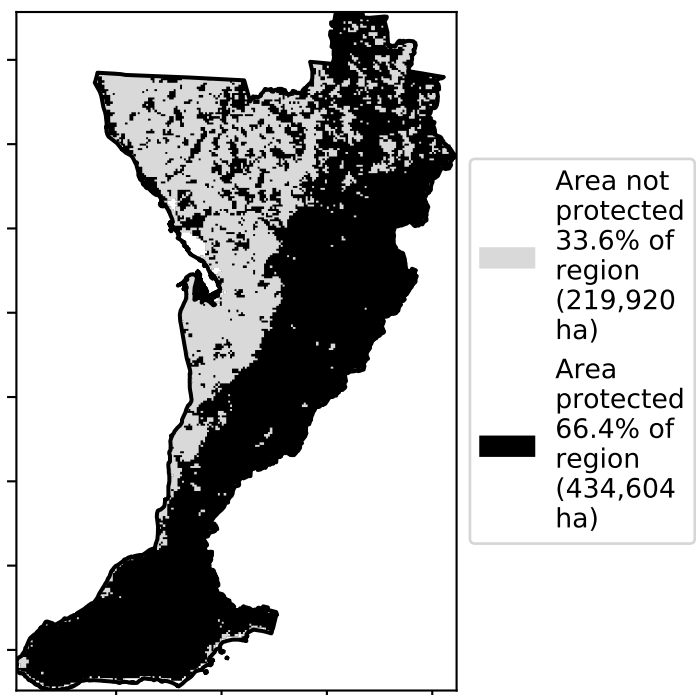 Area not
protected
33.6% of
region
(219,920
ha)
Area
protected
66.4% of
region
(434,604
ha)